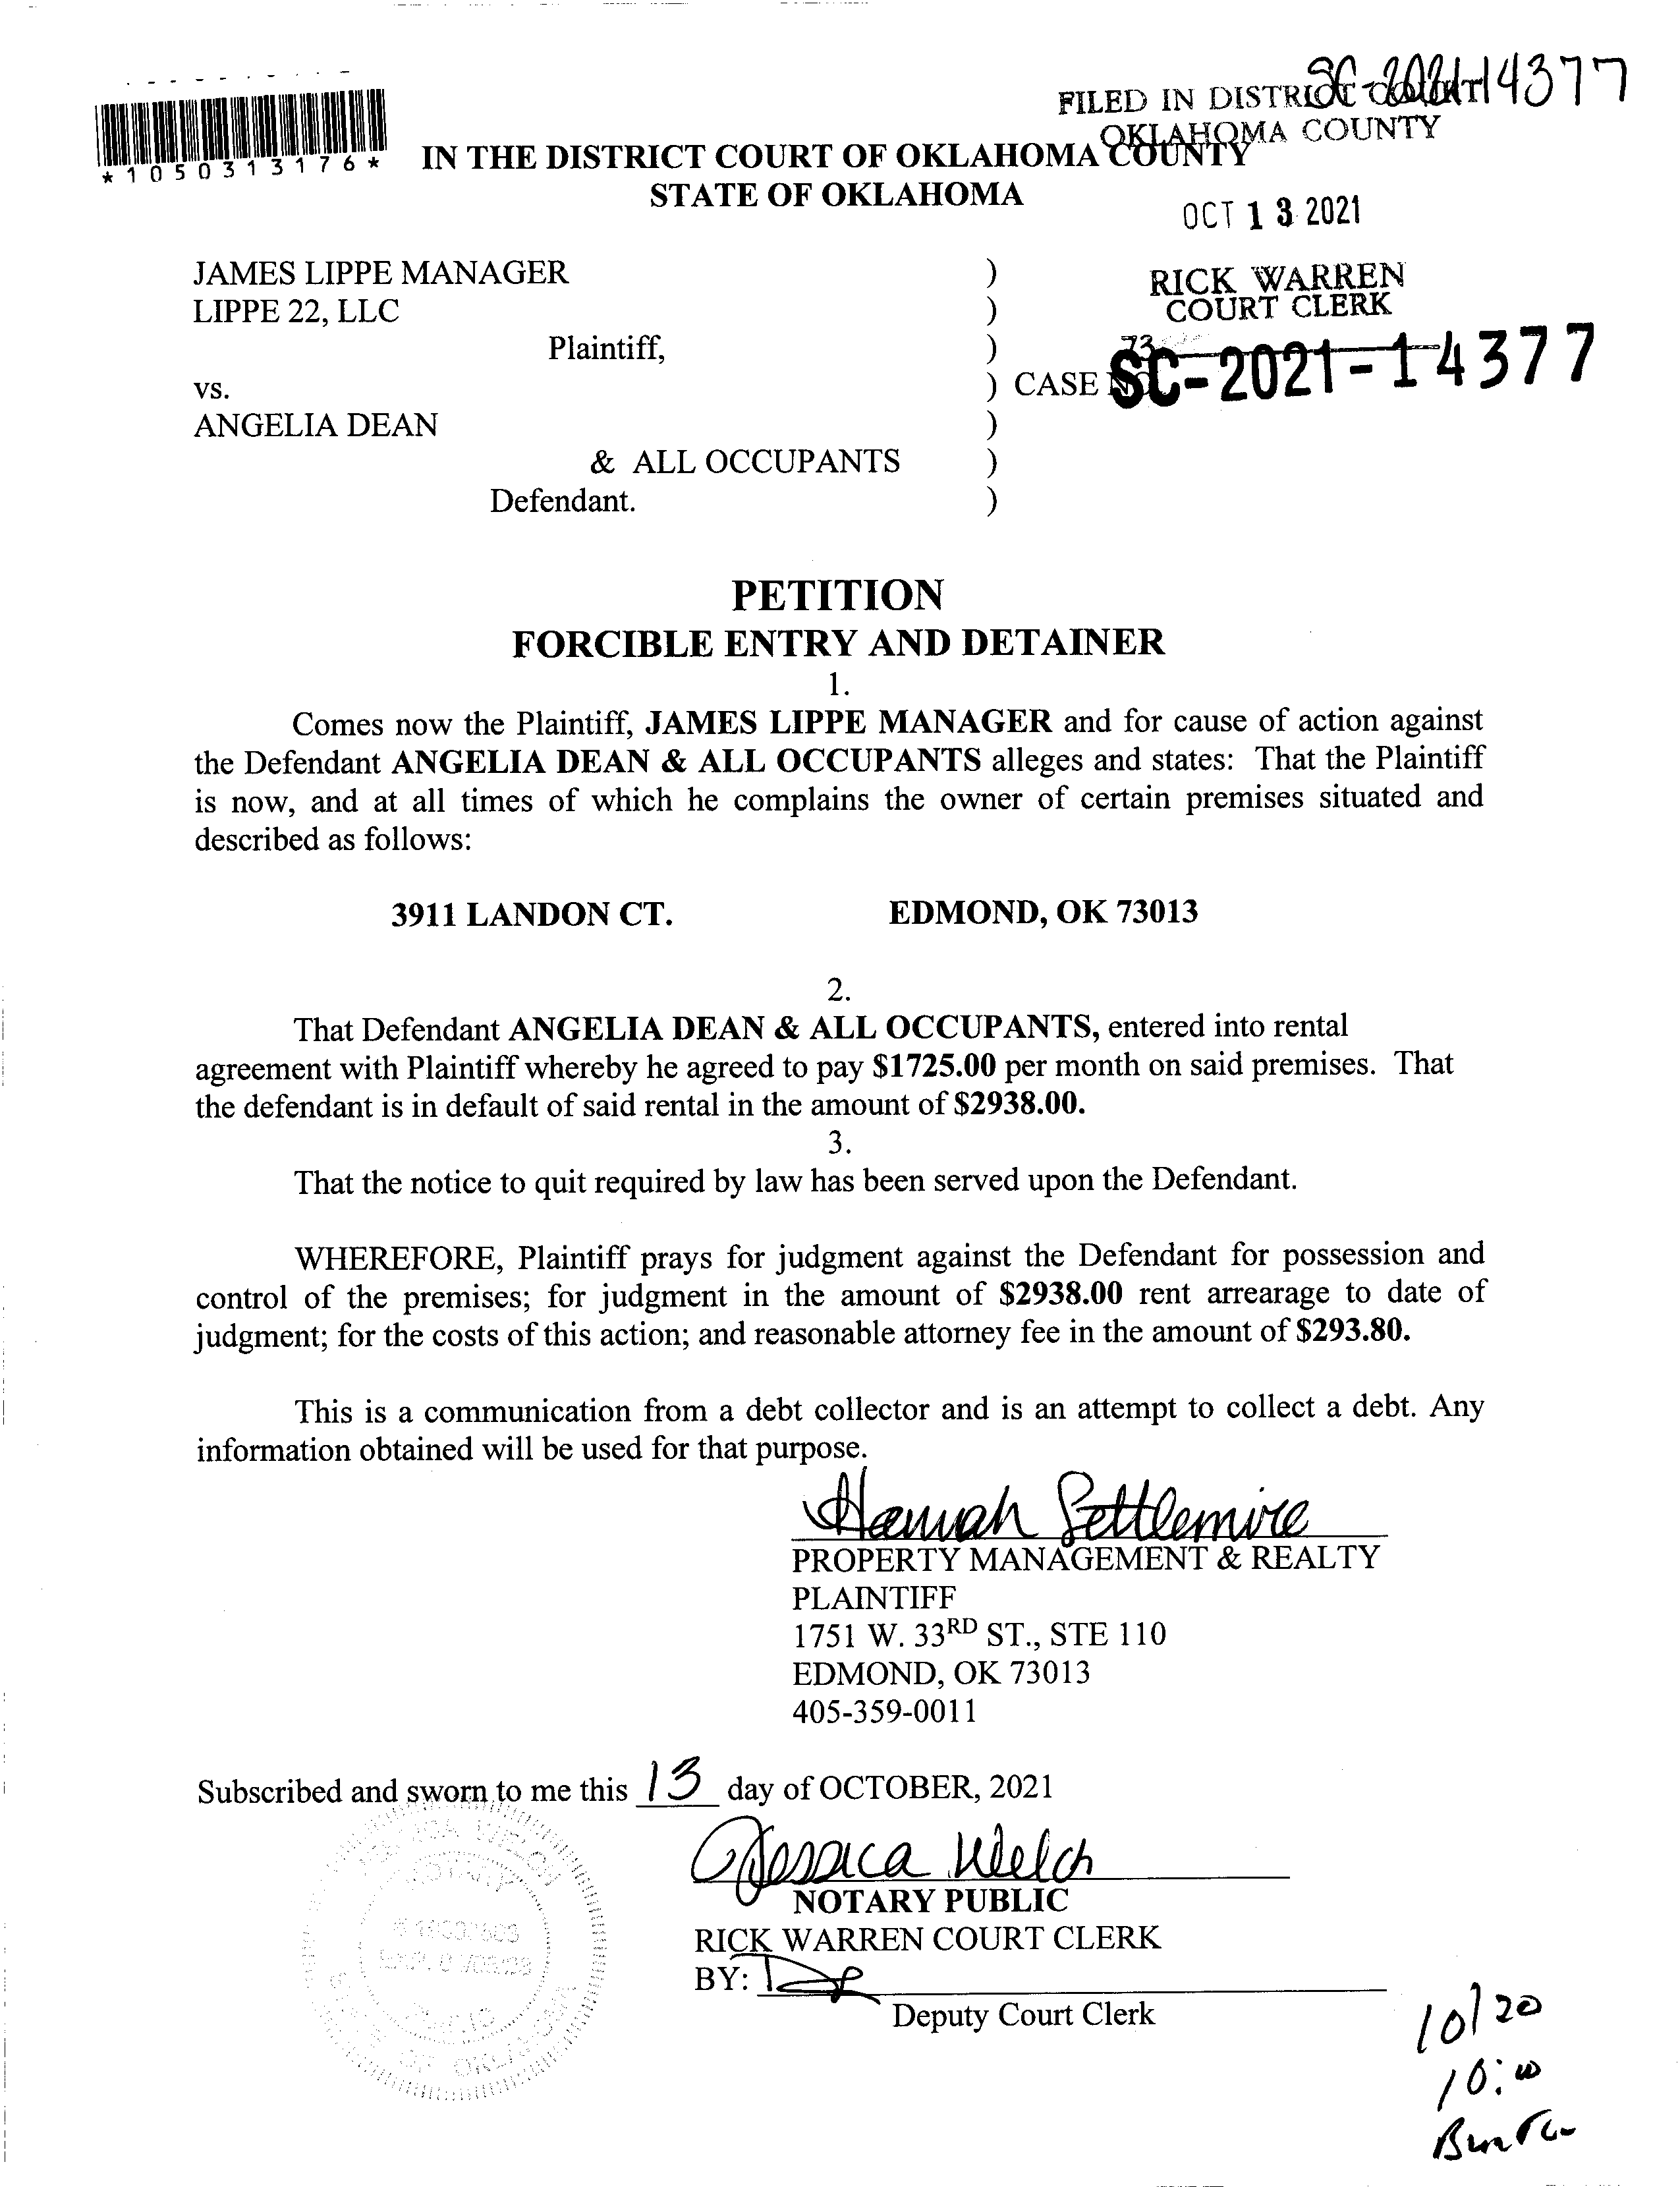 SC-2021-14377
FILED IN DISTRICT COURT
OKLAHOMA COUNTY
*1050313176*
IN THE DISTRICT COURT OF OKLAHOMA COUNTY
STATE OF OKLAHOMA
OCT 13 2021
JAMES LIPPE MANAGER )
LIPPE 22, LLC )
RICK WARREN
COURT CLERK
Plaintiff, )
73
vs. ) CASE NO.
SC-2021-14377
ANGELIA DEAN )
& ALL OCCUPANTS )
Defendant. )
PETITION
FORCIBLE ENTRY AND DETAINER
1.
Comes now the Plaintiff, JAMES LIPPE MANAGER and for cause of action against
the Defendant ANGELIA DEAN & ALL OCCUPANTS alleges and states: That the Plaintiff
is now, and at all times of which he complains the owner of certain premises situated and
described as follows:
3911 LANDON CT. EDMOND, OK 73013
2.
That Defendant ANGELIA DEAN & ALL OCCUPANTS, entered into rental
agreement with Plaintiff whereby he agreed to pay $1725.00 per month on said premises. That
the defendant is in default of said rental in the amount of $2938.00.
3.
That the notice to quit required by law has been served upon the Defendant.
WHEREFORE, Plaintiff prays for judgment against the Defendant for possession and
control of the premises; for judgment in the amount of $2938.00 rent arrearage to date of
judgment; for the costs of this action; and reasonable attorney fee in the amount of $293.80.
This is a communication from a debt collector and is an attempt to collect a debt. Any
information obtained will be used for that purpose.
Hannah Settlemire
PROPERTY MANAGEMENT & REALTY
PLAINTIFF
1751 W. 33RD ST., STE 110
EDMOND, OK 73013
405-359-0011
Subscribed and sworn to me this 13 day of OCTOBER, 2021
Jessica Welch
NOTARY PUBLIC
RICK WARREN COURT CLERK
BY:
Deputy Court Clerk
10/20
10:00